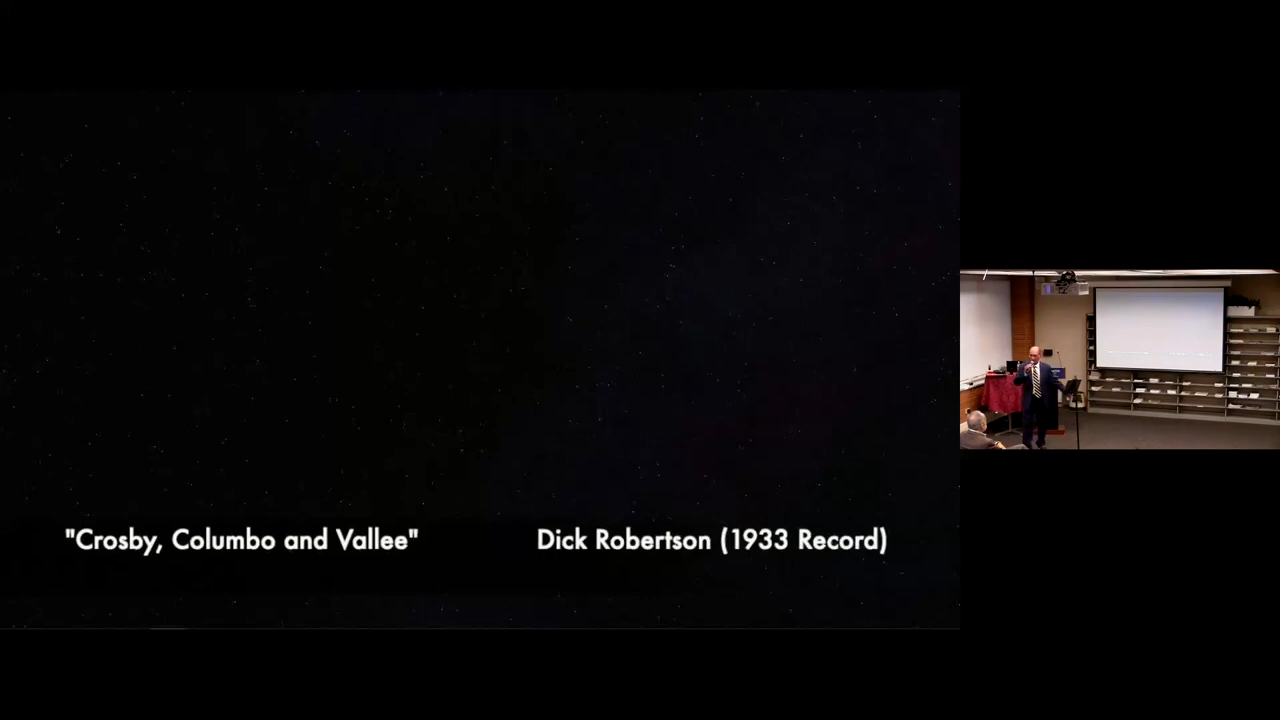 "Crosby, Columbo and Vallee"
Dick Robertson (1933 Record)